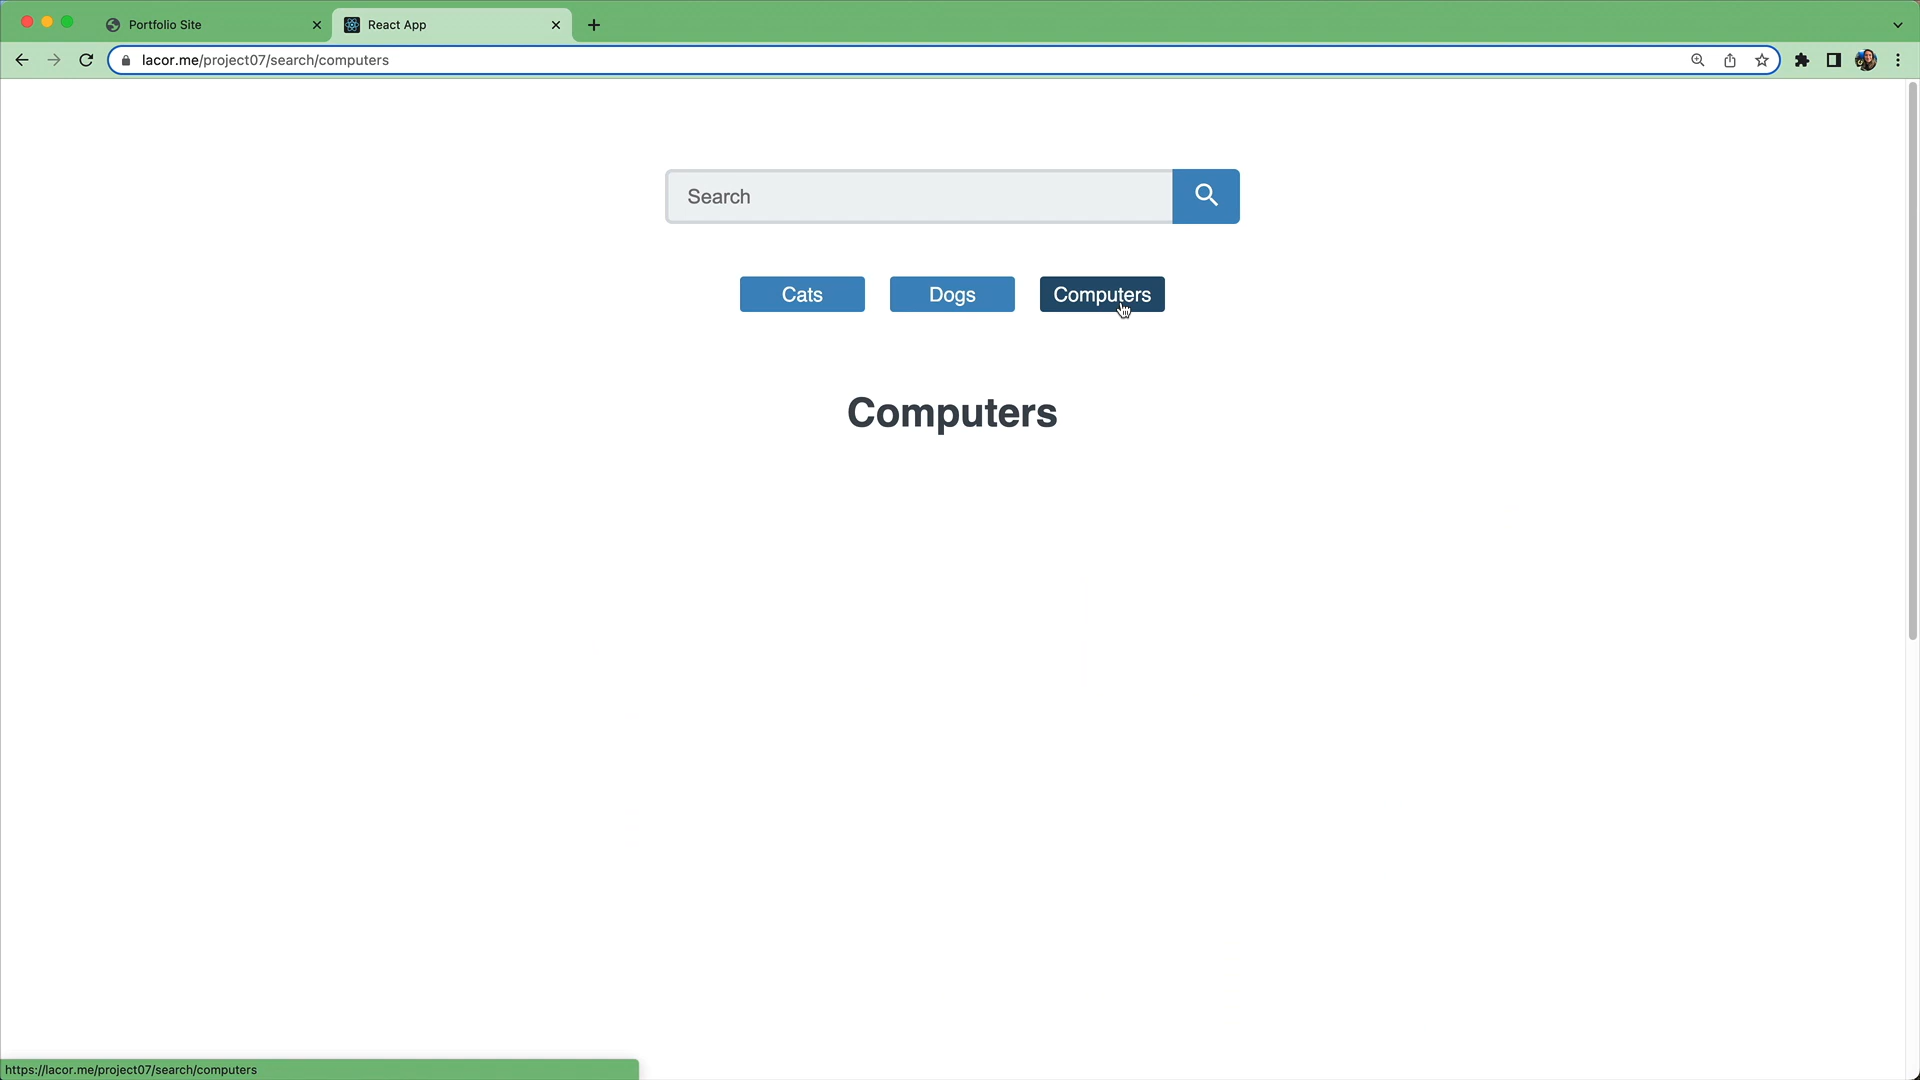 Portfolio Site
React App
lacor.me/project07/search/computers
Search
Cats
Dogs
Computers
Computers
https://lacor.me/project07/search/computers